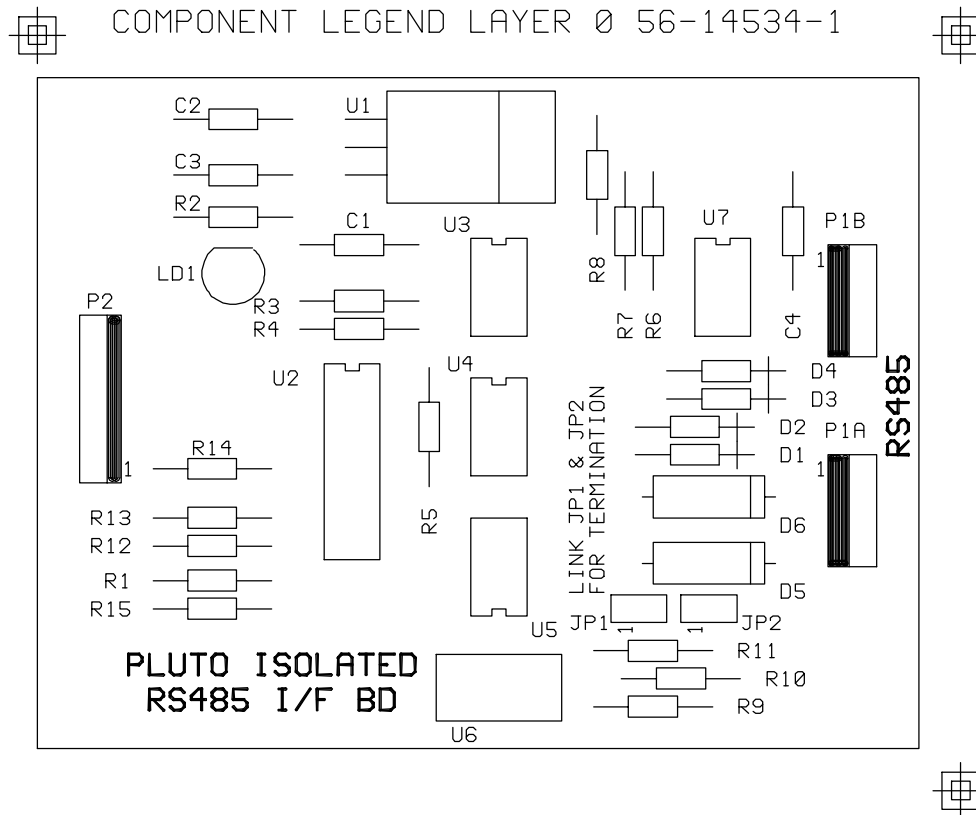 COMPONENT LEGEND LAYER 0 56-14534-1
C2
U1
C3
R2
C1
U3
U7
P1B
1
LD1
R8
R3
R4
P2
R7
R6
C4
U2
U4
D4
D3
RS485
D2
P1A
D1
1
R14
1
R5
LINK JP1 & JP2
FOR TERMINATION
R13
D6
R12
R1
D5
R15
JP1
1
1
JP2
U5
R11
PLUTO ISOLATED
RS485 I/F BD
R10
R9
U6